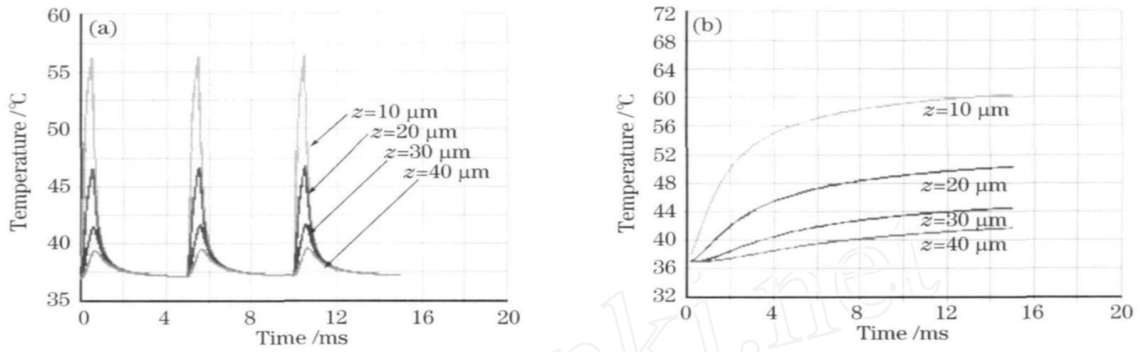 (a)
60
55
50
45
40
35
Temperature /℃
0 4 8 12 16 20
Time /ms
z=10 μm
z=20 μm
z=30 μm
z=40 μm
(b)
72
68
64
60
56
52
48
44
40
36
32
Temperature /℃
0 4 8 12 16 20
Time /ms
z=10 μm
z=20 μm
z=30 μm
z=40 μm